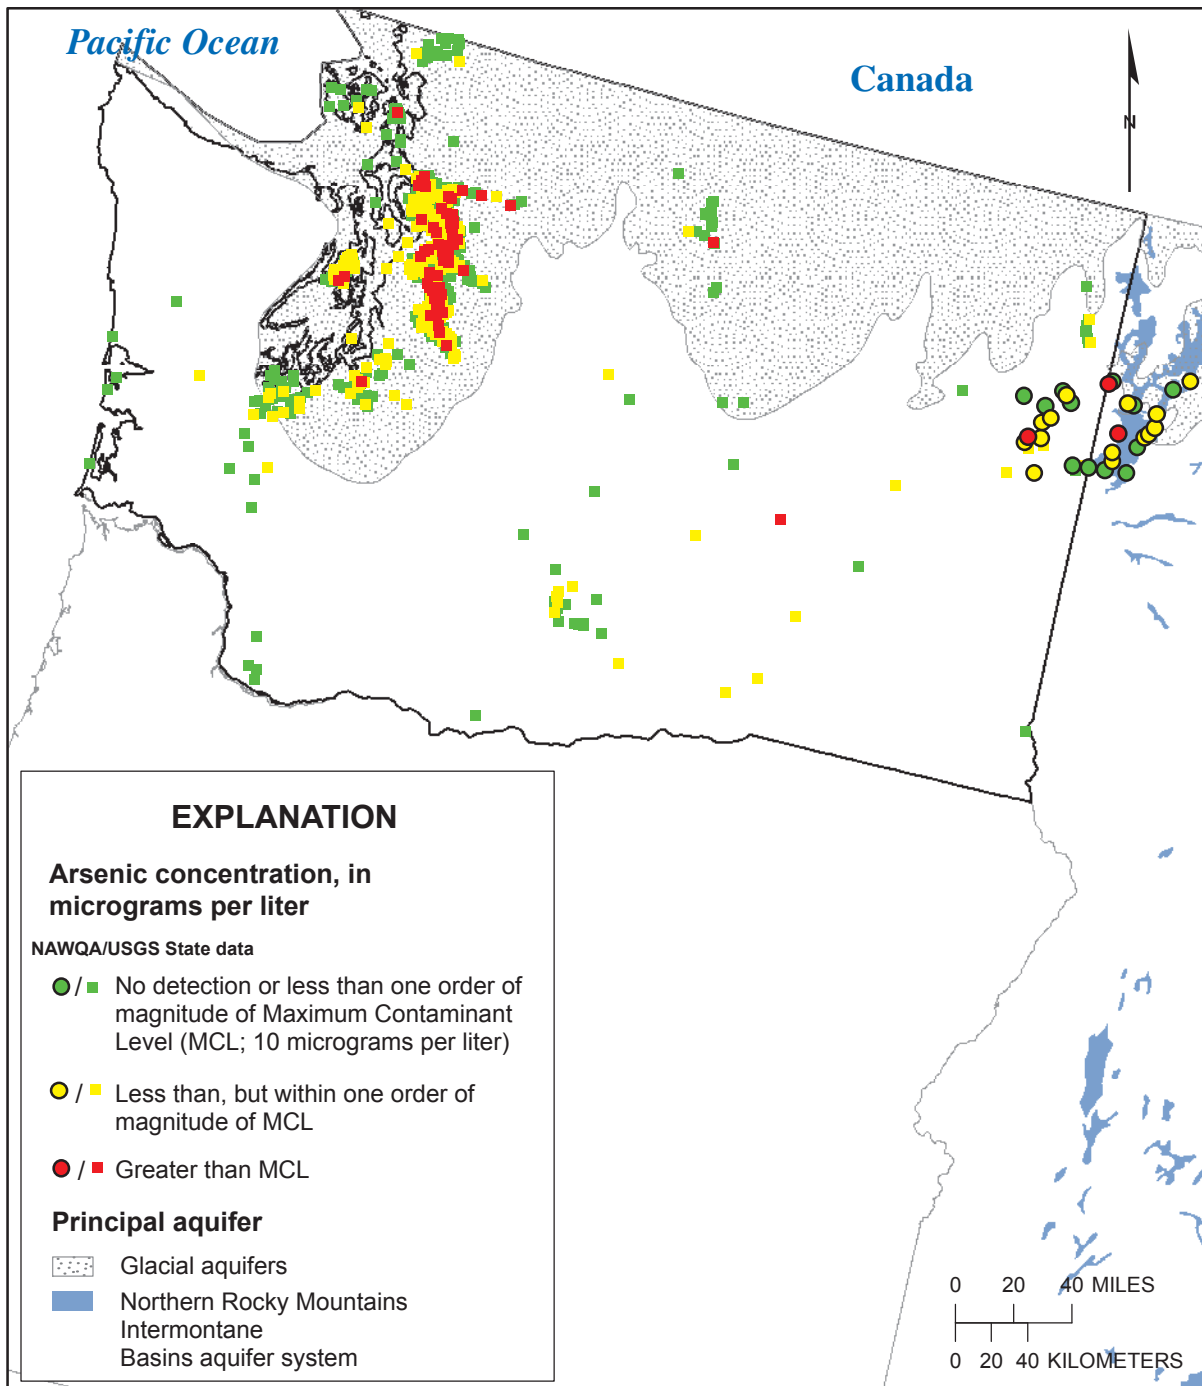 Pacific Ocean
Canada
N
EXPLANATION
Arsenic concentration, in
micrograms per liter
NAWQA/USGS State data
/ No detection or less than one order of
magnitude of Maximum Contaminant
Level (MCL; 10 micrograms per liter)
/ Less than, but within one order of
magnitude of MCL
/ Greater than MCL
Principal aquifer
Glacial aquifers
Northern Rocky Mountains
Intermontane
Basins aquifer system
0 20 40 MILES
0 20 40 KILOMETERS